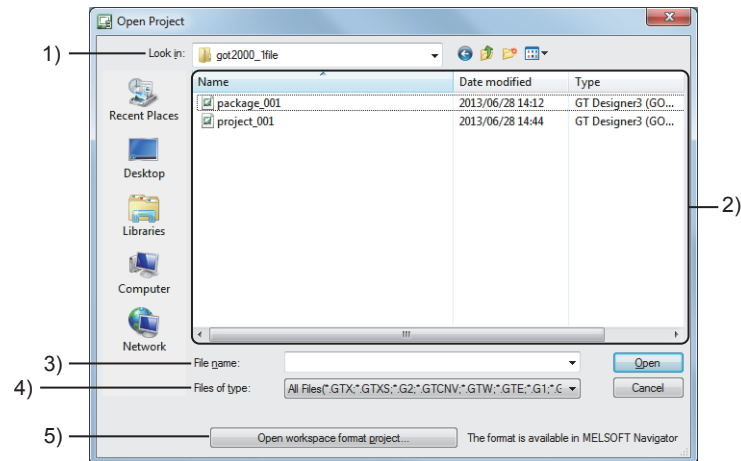 Open Project
1)
Look in:
got2000_1file
Name
Date modified
Type
package_001
2013/06/28 14:12
GT Designer3 (GO...
project_001
2013/06/28 14:44
GT Designer3 (GO...
2)
Recent Places
Desktop
Libraries
Computer
Network
3)
File name:
Open
4)
Files of type:
All Files(*.GTX;*.GTXS;*.G2;*.GTCNV;*.GTW;*.GTE;*.G1;*.G
Cancel
5)
Open workspace format project...
The format is available in MELSOFT Navigator